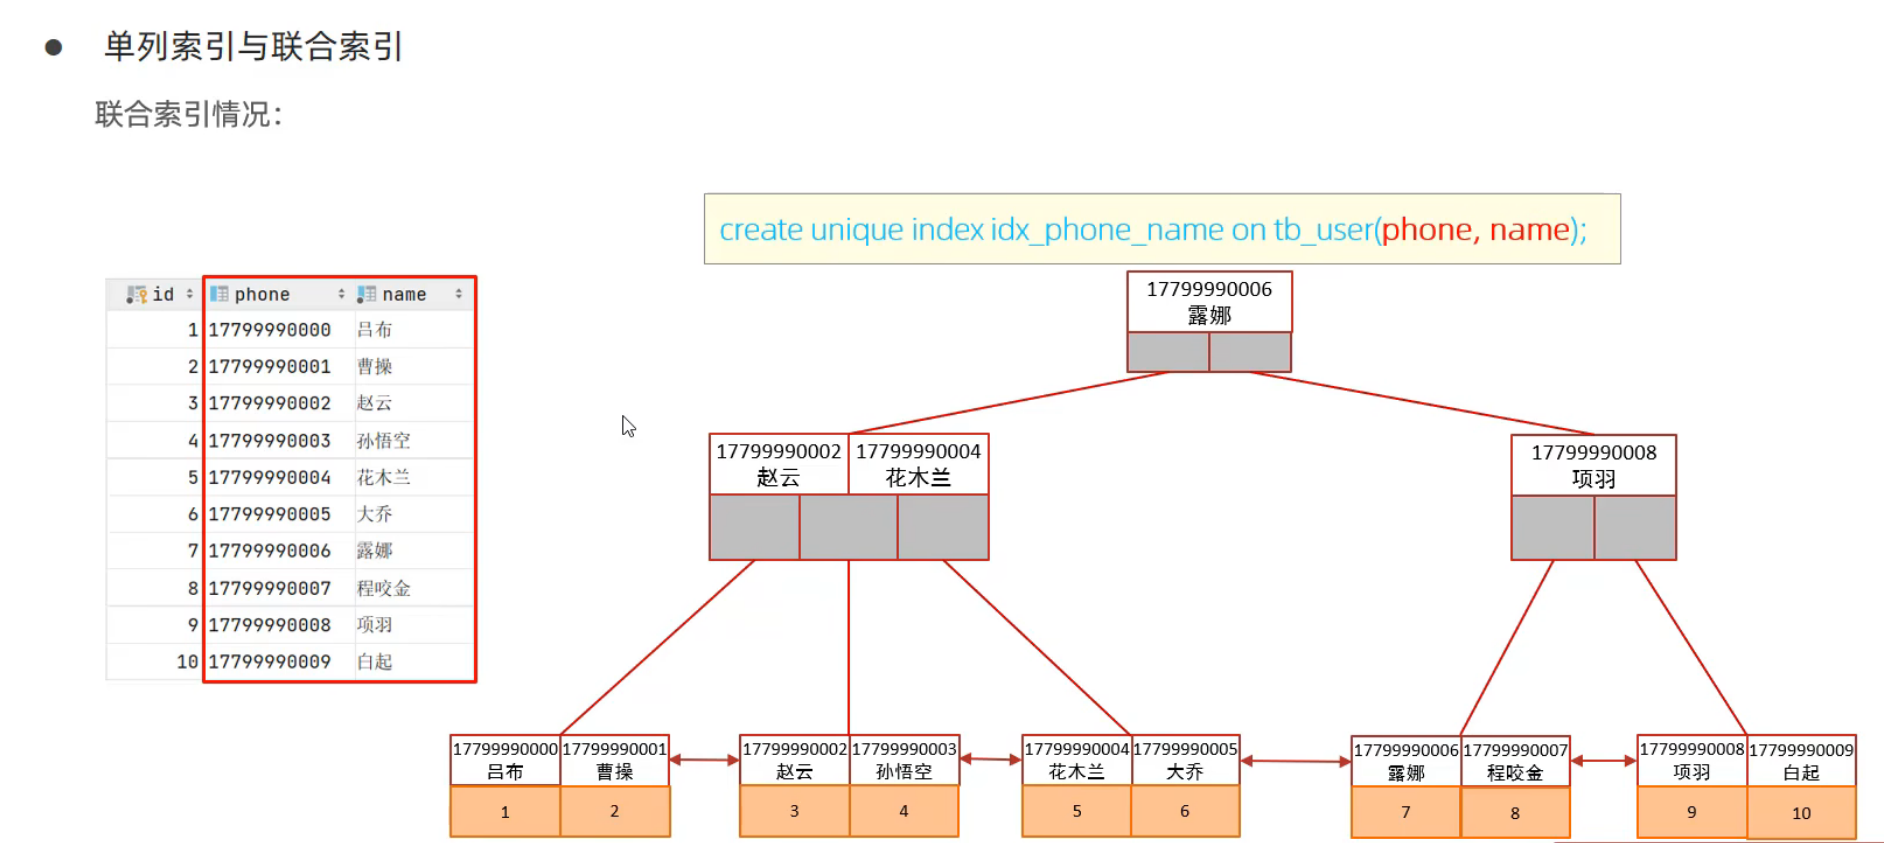 单列索引与联合索引
联合索引情况：
create unique index idx_phone_name on tb_user(phone, name);
id phone name
1 17799990000 吕布
2 17799990001 曹操
3 17799990002 赵云
4 17799990003 孙悟空
5 17799990004 花木兰
6 17799990005 大乔
7 17799990006 露娜
8 17799990007 程咬金
9 17799990008 项羽
10 17799990009 白起
17799990006
露娜
17799990002 17799990004
赵云 花木兰
17799990008
项羽
17799990000 17799990001
吕布 曹操
1 2
17799990002 17799990003
赵云 孙悟空
3 4
17799990004 17799990005
花木兰 大乔
5 6
17799990006 17799990007
露娜 程咬金
7 8
17799990008 17799990009
项羽 白起
9 10